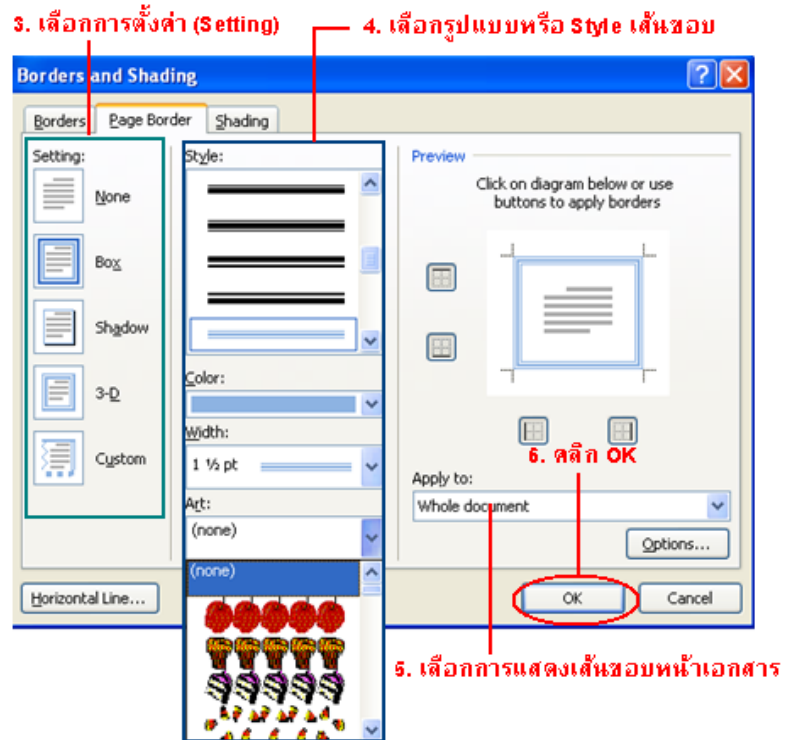 3. เลือกการตั้งค่า (Setting)
4. เลือกรูปแบบหรือ Style เส้นขอบ
Borders and Shading
Borders
Page Border
Shading
Setting:
None
Box
Shadow
3-D
Custom
Style:
Color:
Width:
1 ½ pt
Art:
(none)
(none)
Preview
Click on diagram below or use
buttons to apply borders
6. คลิก OK
Apply to:
Whole document
Options...
Horizontal Line...
OK
Cancel
5. เลือกการแสดงเส้นขอบหน้าเอกสาร